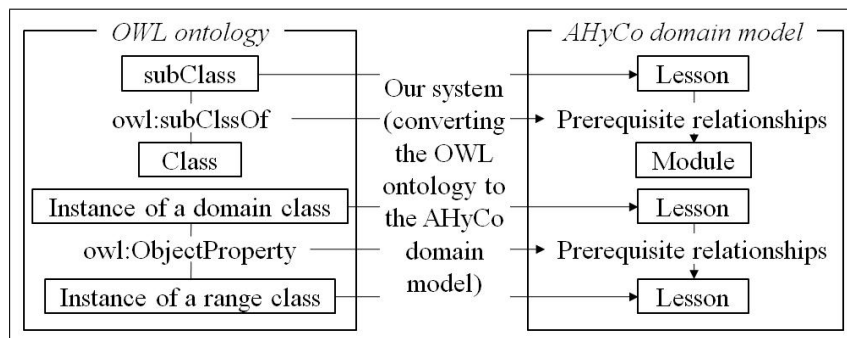 OWL ontology
subClass
owl:subClssOf
Class
Instance of a domain class
owl:ObjectProperty
Instance of a range class
Our system
(converting
the OWL
ontology to
the AHyCo
domain
model)
AHyCo domain model
Lesson
Prerequisite relationships
Module
Lesson
Prerequisite relationships
Lesson